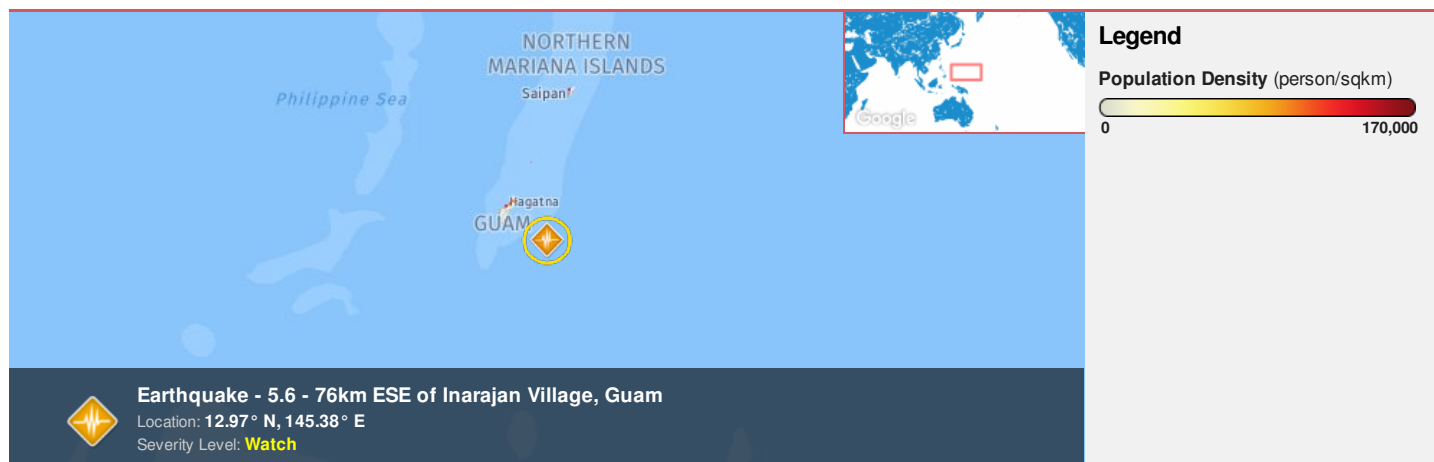 NORTHERN
MARIANA ISLANDS
Saipan
Philippine Sea
Hagatna
GUAM
Google
Legend
Population Density (person/sqkm)
0 170,000
Earthquake - 5.6 - 76km ESE of Inarajan Village, Guam
Location: 12.97° N, 145.38° E
Severity Level: Watch